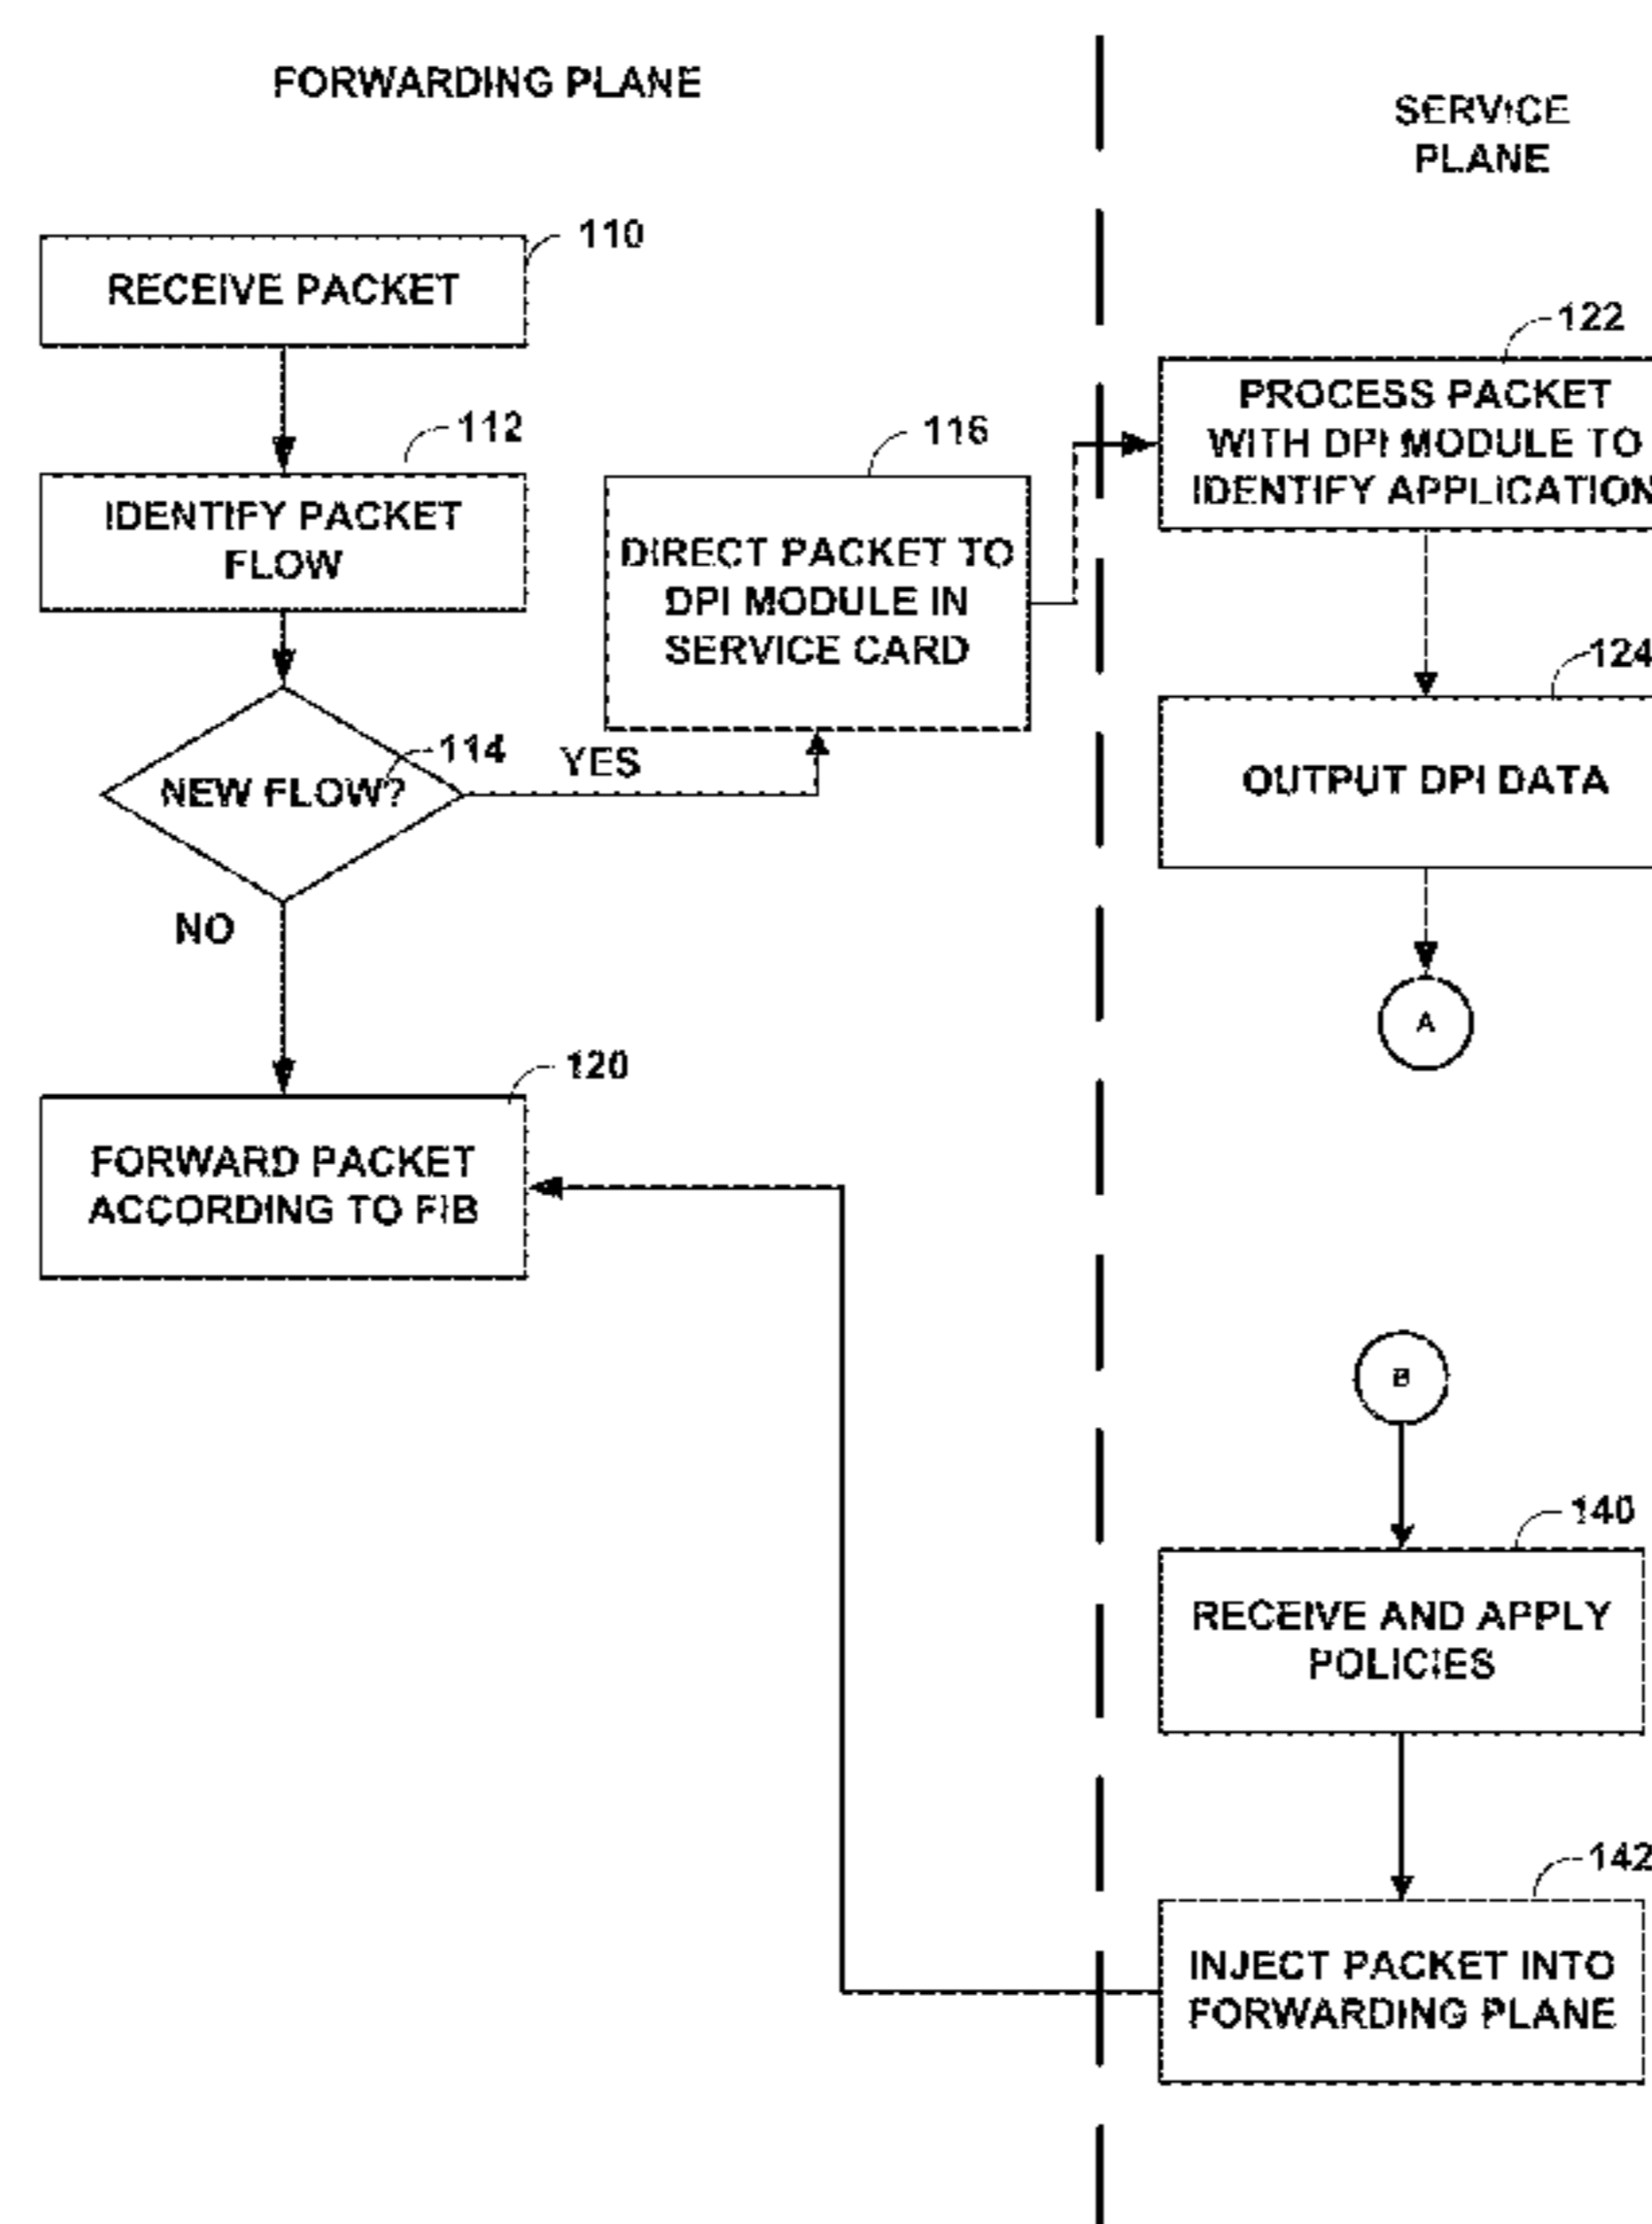 FORWARDING PLANE
SERVICE
PLANE
110
RECEIVE PACKET
112
IDENTIFY PACKET
FLOW
114
NEW FLOW?
YES
NO
116
DIRECT PACKET TO
DPI MODULE IN
SERVICE CARD
120
FORWARD PACKET
ACCORDING TO FIB
122
PROCESS PACKET
WITH DPI MODULE TO
IDENTIFY APPLICATION
124
OUTPUT DPI DATA
A
B
140
RECEIVE AND APPLY
POLICIES
142
INJECT PACKET INTO
FORWARDING PLANE